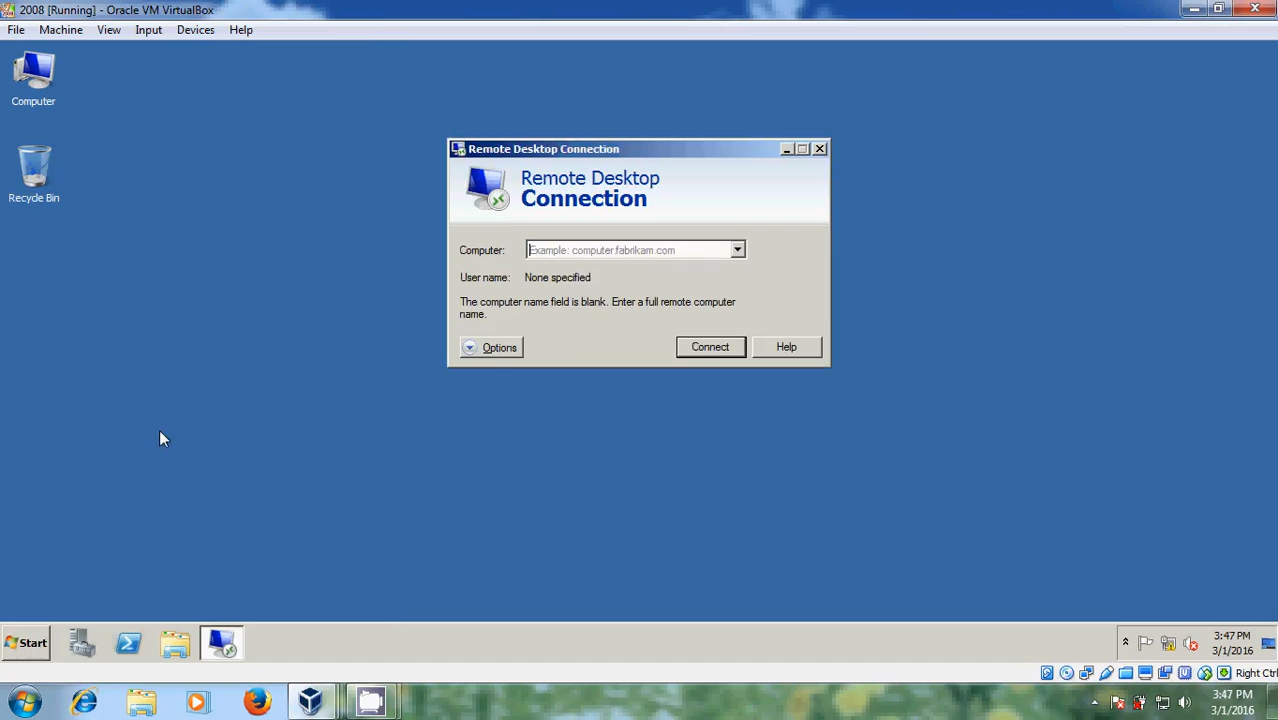 2008 [Running] - Oracle VM VirtualBox
File Machine View Input Devices Help
Computer
Recycle Bin
Remote Desktop Connection
Remote Desktop
Connection
Computer: Example: computer.fabrikam.com
User name: None specified
The computer name field is blank. Enter a full remote computer
name.
Options Connect Help
Start
3:47 PM
3/1/2016
Right Ctrl
3:47 PM
3/1/2016